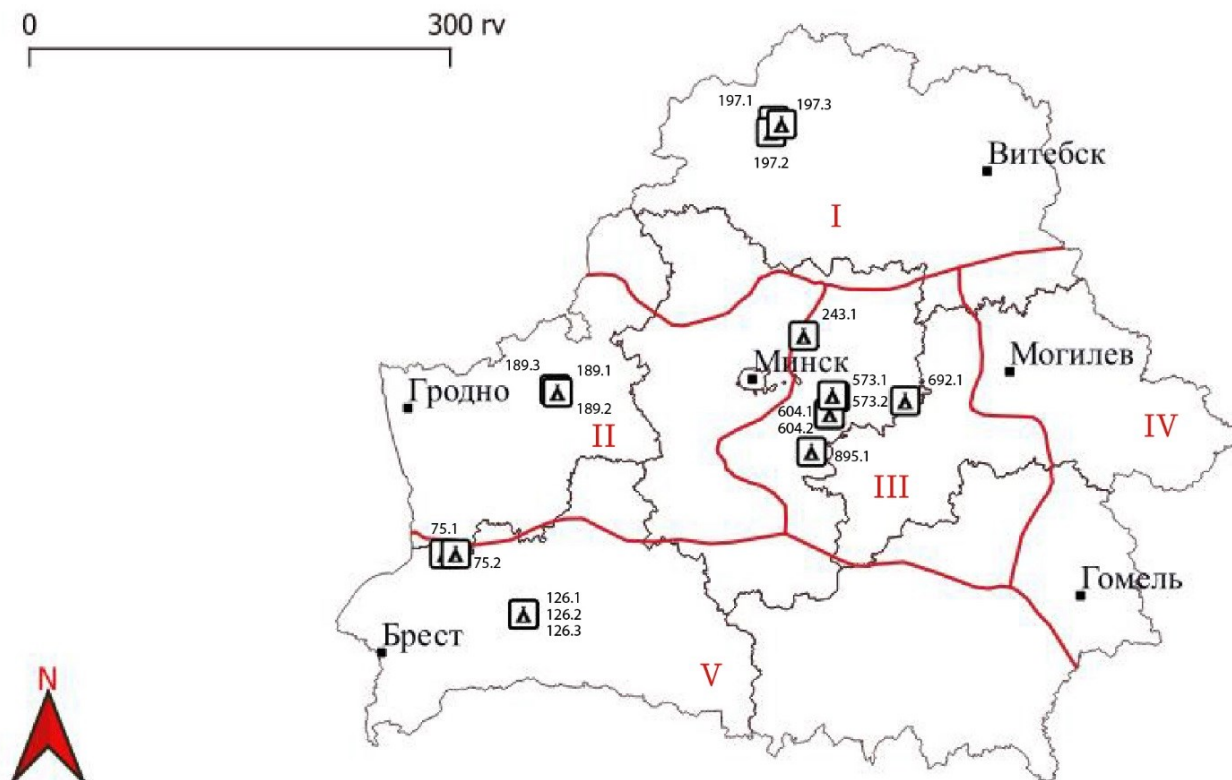 0
300 rv
197.1
197.3
197.2
Витебск
I
243.1
Минск
189.3
189.1
189.2
Гродно
II
573.1
573.2
692.1
604.1
604.2
895.1
Могилев
IV
III
75.1
75.2
126.1
126.2
126.3
Брест
V
Гомель
N